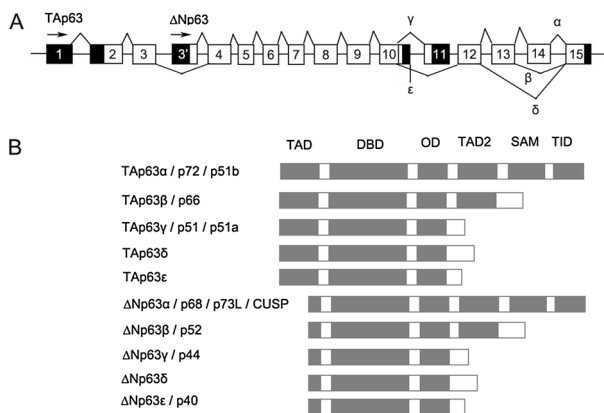 A
TAp63 ΔNp63 γ α
1 2 3 3' 4 5 6 7 8 9 10 11 12 13 14 15
ε β
δ
B
TAD DBD OD TAD2 SAM TID
TAp63α / p72 / p51b
TAp63β / p66
TAp63γ / p51 / p51a
TAp63δ
TAp63ε
ΔNp63α / p68 / p73L / CUSP
ΔNp63β / p52
ΔNp63γ / p44
ΔNp63δ
ΔNp63ε / p40